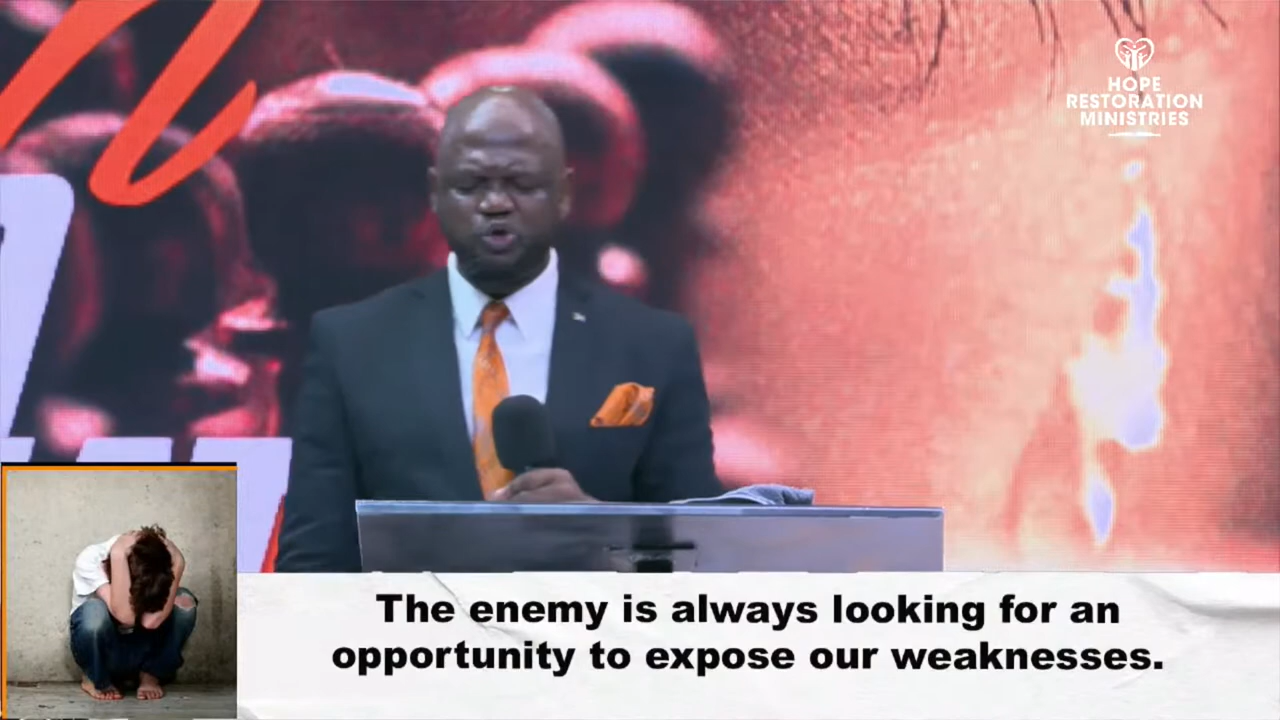 HOPE
RESTORATION
MINISTRIES
The enemy is always looking for an
opportunity to expose our weaknesses.